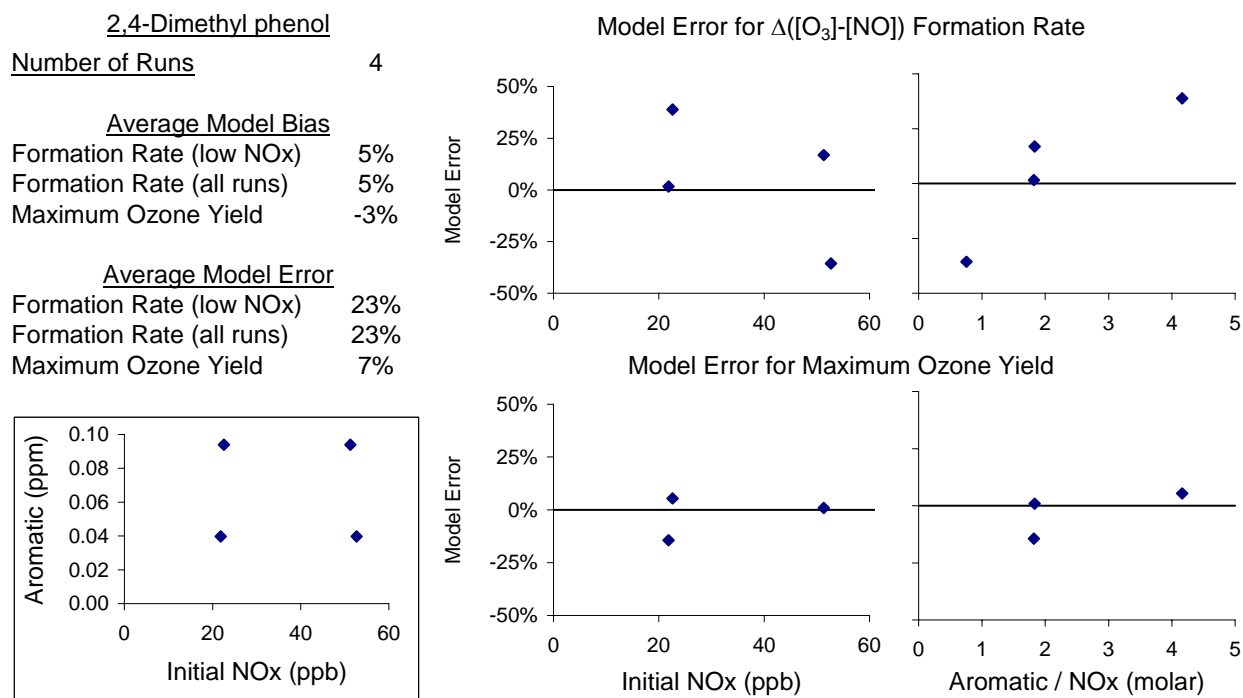 2,4-Dimethyl phenol
Number of Runs 4
Average Model Bias
Formation Rate (low NOx) 5%
Formation Rate (all runs) 5%
Maximum Ozone Yield -3%
Average Model Error
Formation Rate (low NOx) 23%
Formation Rate (all runs) 23%
Maximum Ozone Yield 7%
Aromatic (ppm)
0.10
0.08
0.06
0.04
0.02
0.00
0 20 40 60
Initial NOx (ppb)
Model Error for Δ([O₃]-[NO]) Formation Rate
Model Error
50%
25%
0%
-25%
-50%
0 20 40 60
0 1 2 3 4 5
Model Error for Maximum Ozone Yield
Model Error
50%
25%
0%
-25%
-50%
0 20 40 60
Initial NOx (ppb)
0 1 2 3 4 5
Aromatic / NOx (molar)